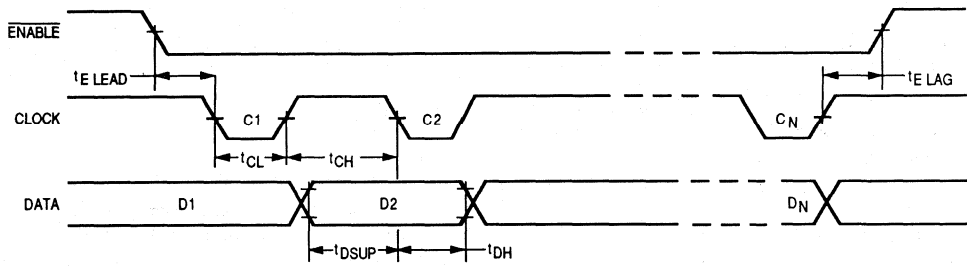 ENABLE
tE LEAD
tE LAG
CLOCK
C1
C2
CN
tCL
tCH
DATA
D1
D2
DN
tDSUP
tDH